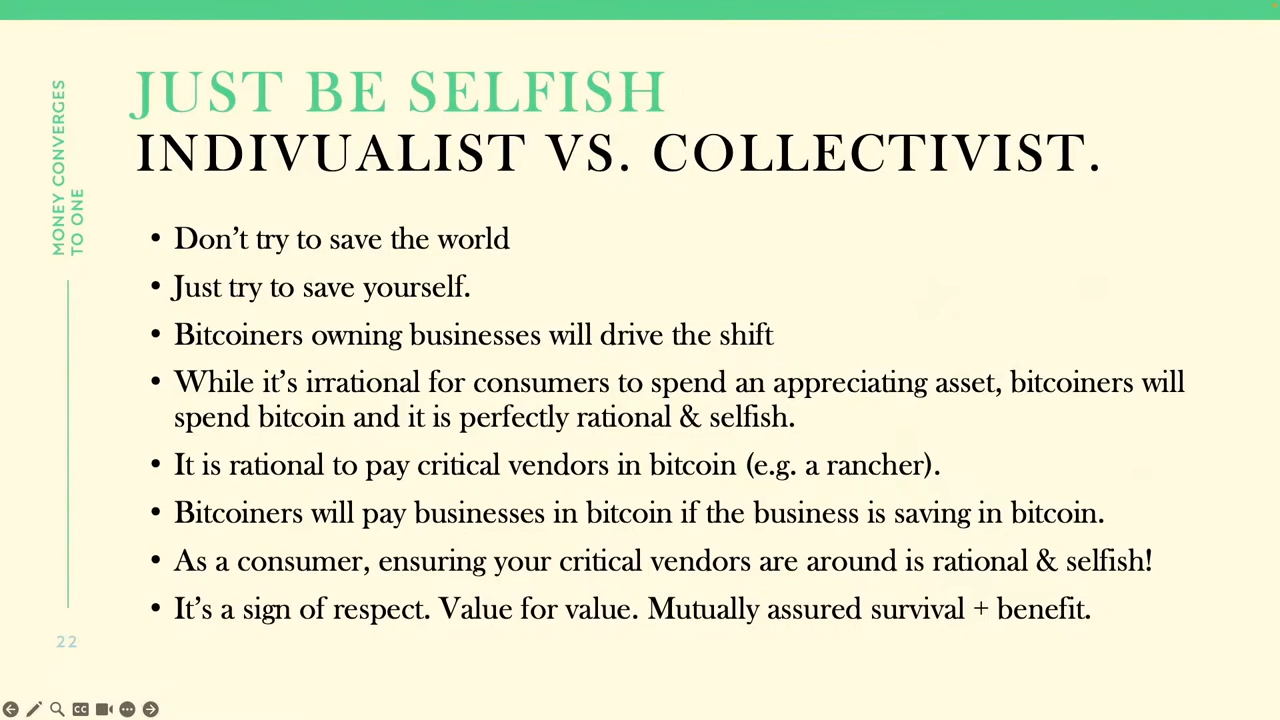 JUST BE SELFISH
INDIVUALIST VS. COLLECTIVIST.
MONEY CONVERGES
TO ONE
• Don’t try to save the world
• Just try to save yourself.
• Bitcoiners owning businesses will drive the shift
• While it’s irrational for consumers to spend an appreciating asset, bitcoiners will
spend bitcoin and it is perfectly rational & selfish.
• It is rational to pay critical vendors in bitcoin (e.g. a rancher).
• Bitcoiners will pay businesses in bitcoin if the business is saving in bitcoin.
• As a consumer, ensuring your critical vendors are around is rational & selfish!
• It’s a sign of respect. Value for value. Mutually assured survival + benefit.
22
CC